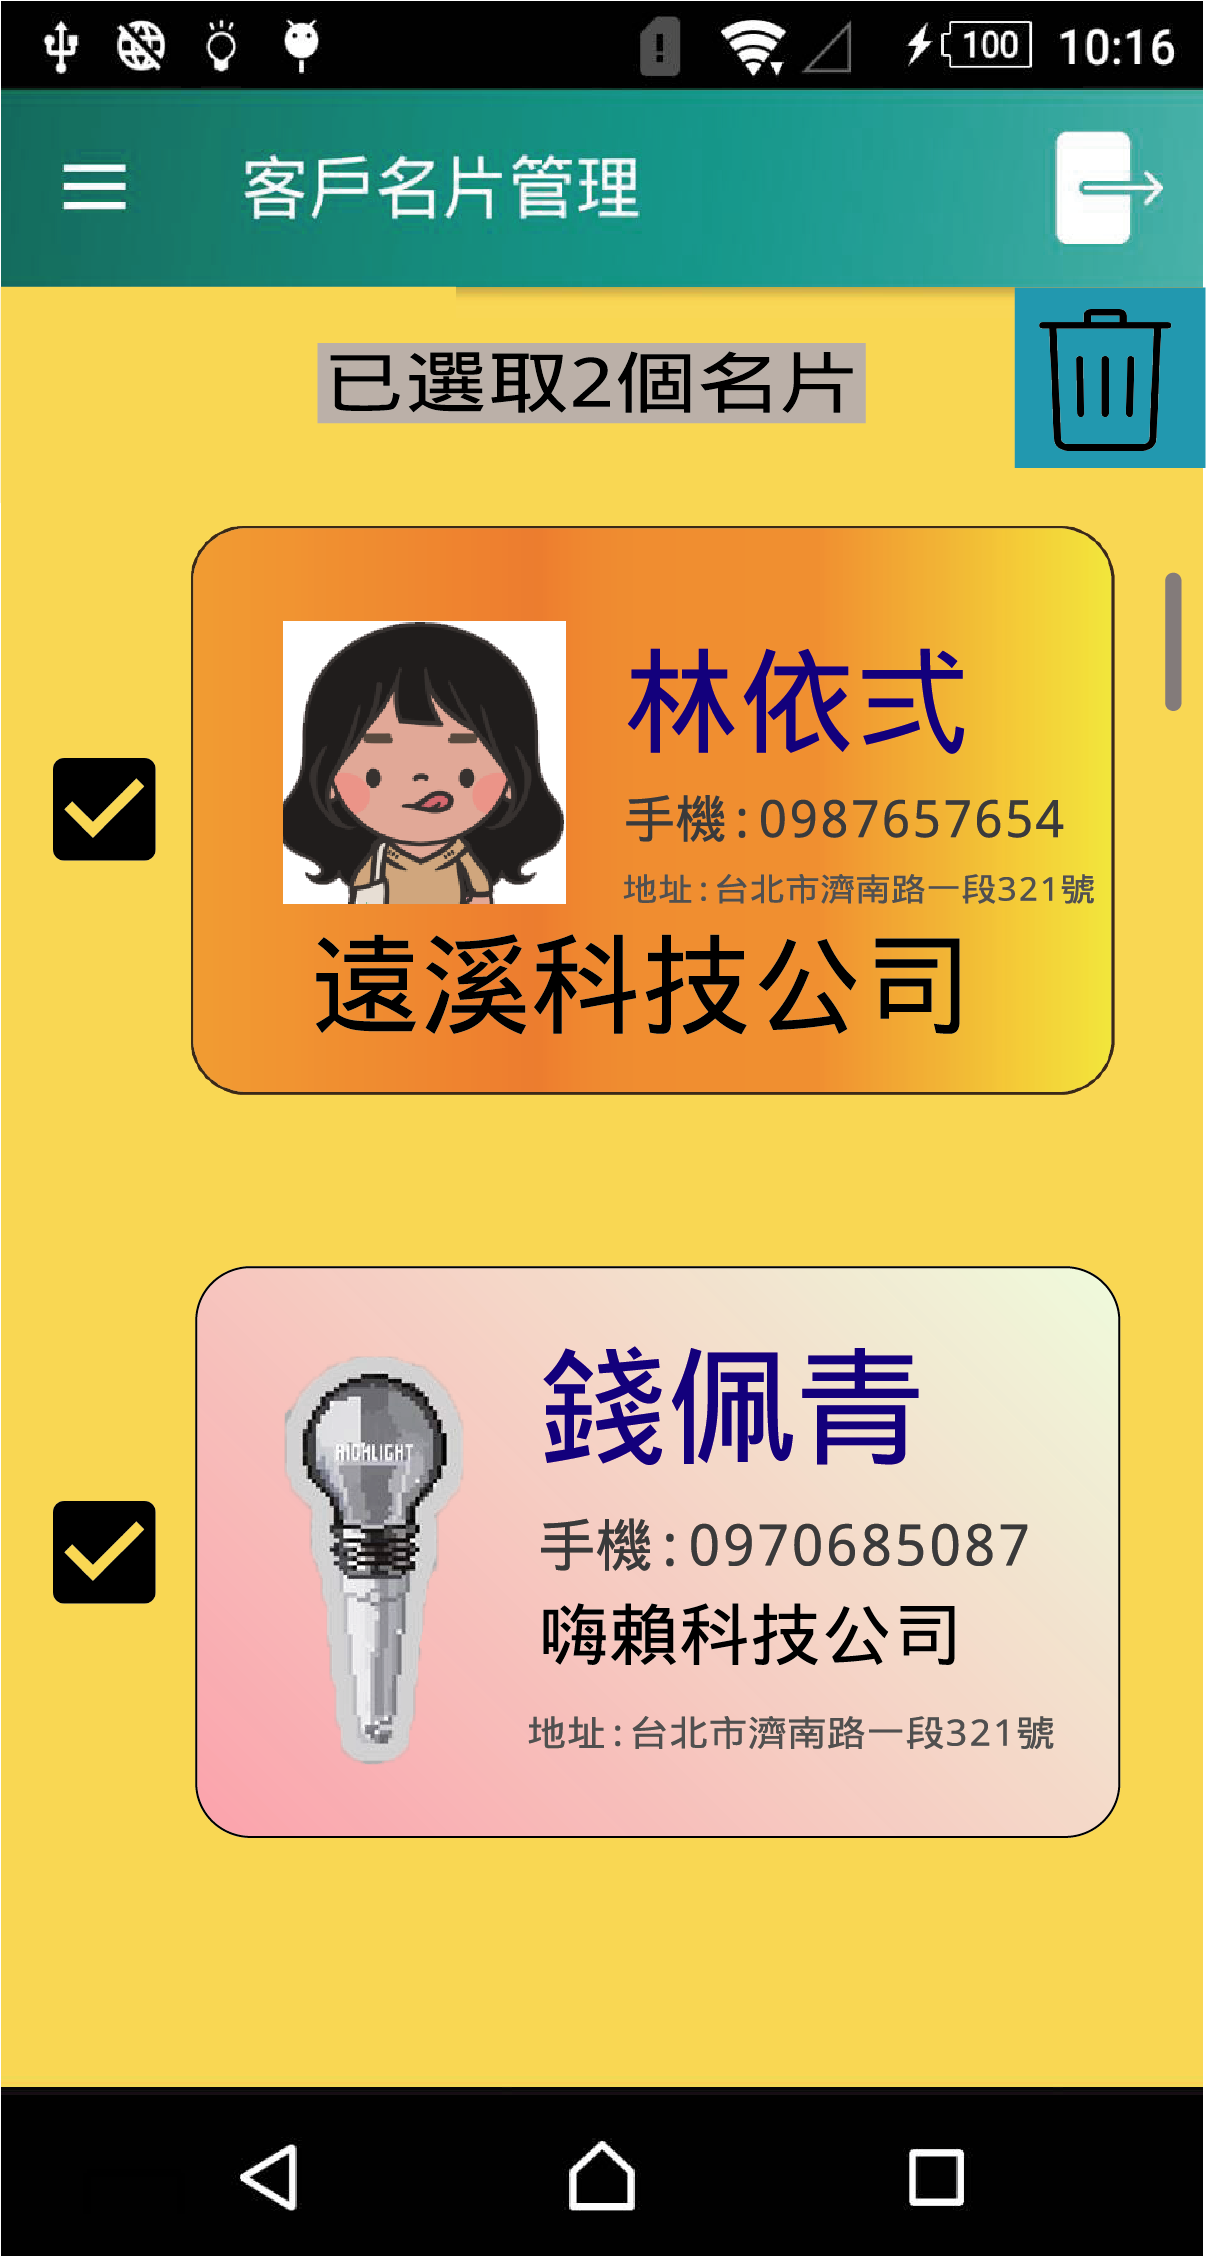 100 10:16
客戶名片管理
已選取2個名片
林依弍
手機:0987657654
地址:台北市濟南路一段321號
遠溪科技公司
錢佩青
手機:0970685087
嗨賴科技公司
地址:台北市濟南路一段321號